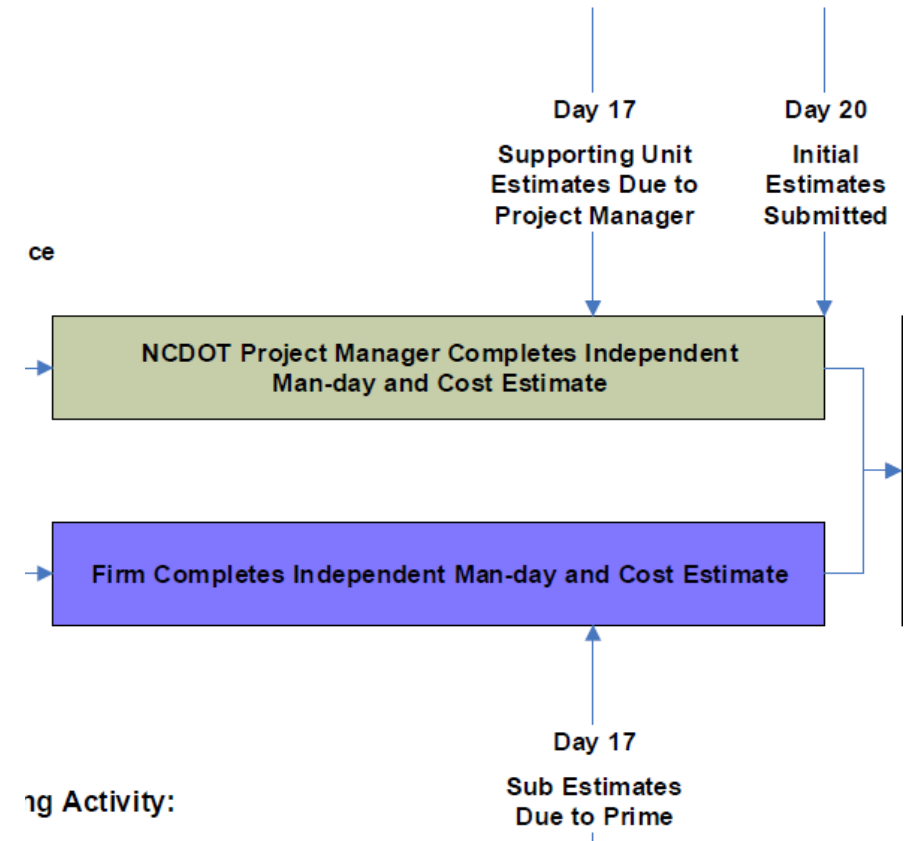 Day 17
Supporting Unit
Estimates Due to
Project Manager
Day 20
Initial
Estimates
Submitted
ce
NCDOT Project Manager Completes Independent
Man-day and Cost Estimate
Firm Completes Independent Man-day and Cost Estimate
Day 17
Sub Estimates
Due to Prime
ng Activity: